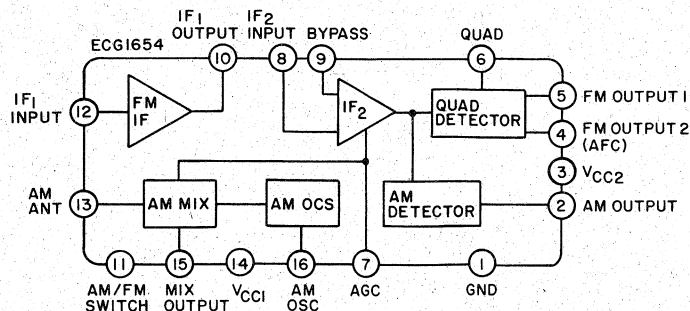 ECG1654
IF1 OUTPUT
10
IF2 INPUT
8
BYPASS
9
QUAD
6
IF1 INPUT
12
FM IF
IF2
QUAD DETECTOR
5
FM OUTPUT 1
4
FM OUTPUT 2 (AFC)
3
VCC2
AM ANT
13
AM MIX
AM OCS
AM DETECTOR
2
AM OUTPUT
11
AM/FM SWITCH
15
MIX OUTPUT
14
VCC1
16
AM OSC
7
AGC
1
GND